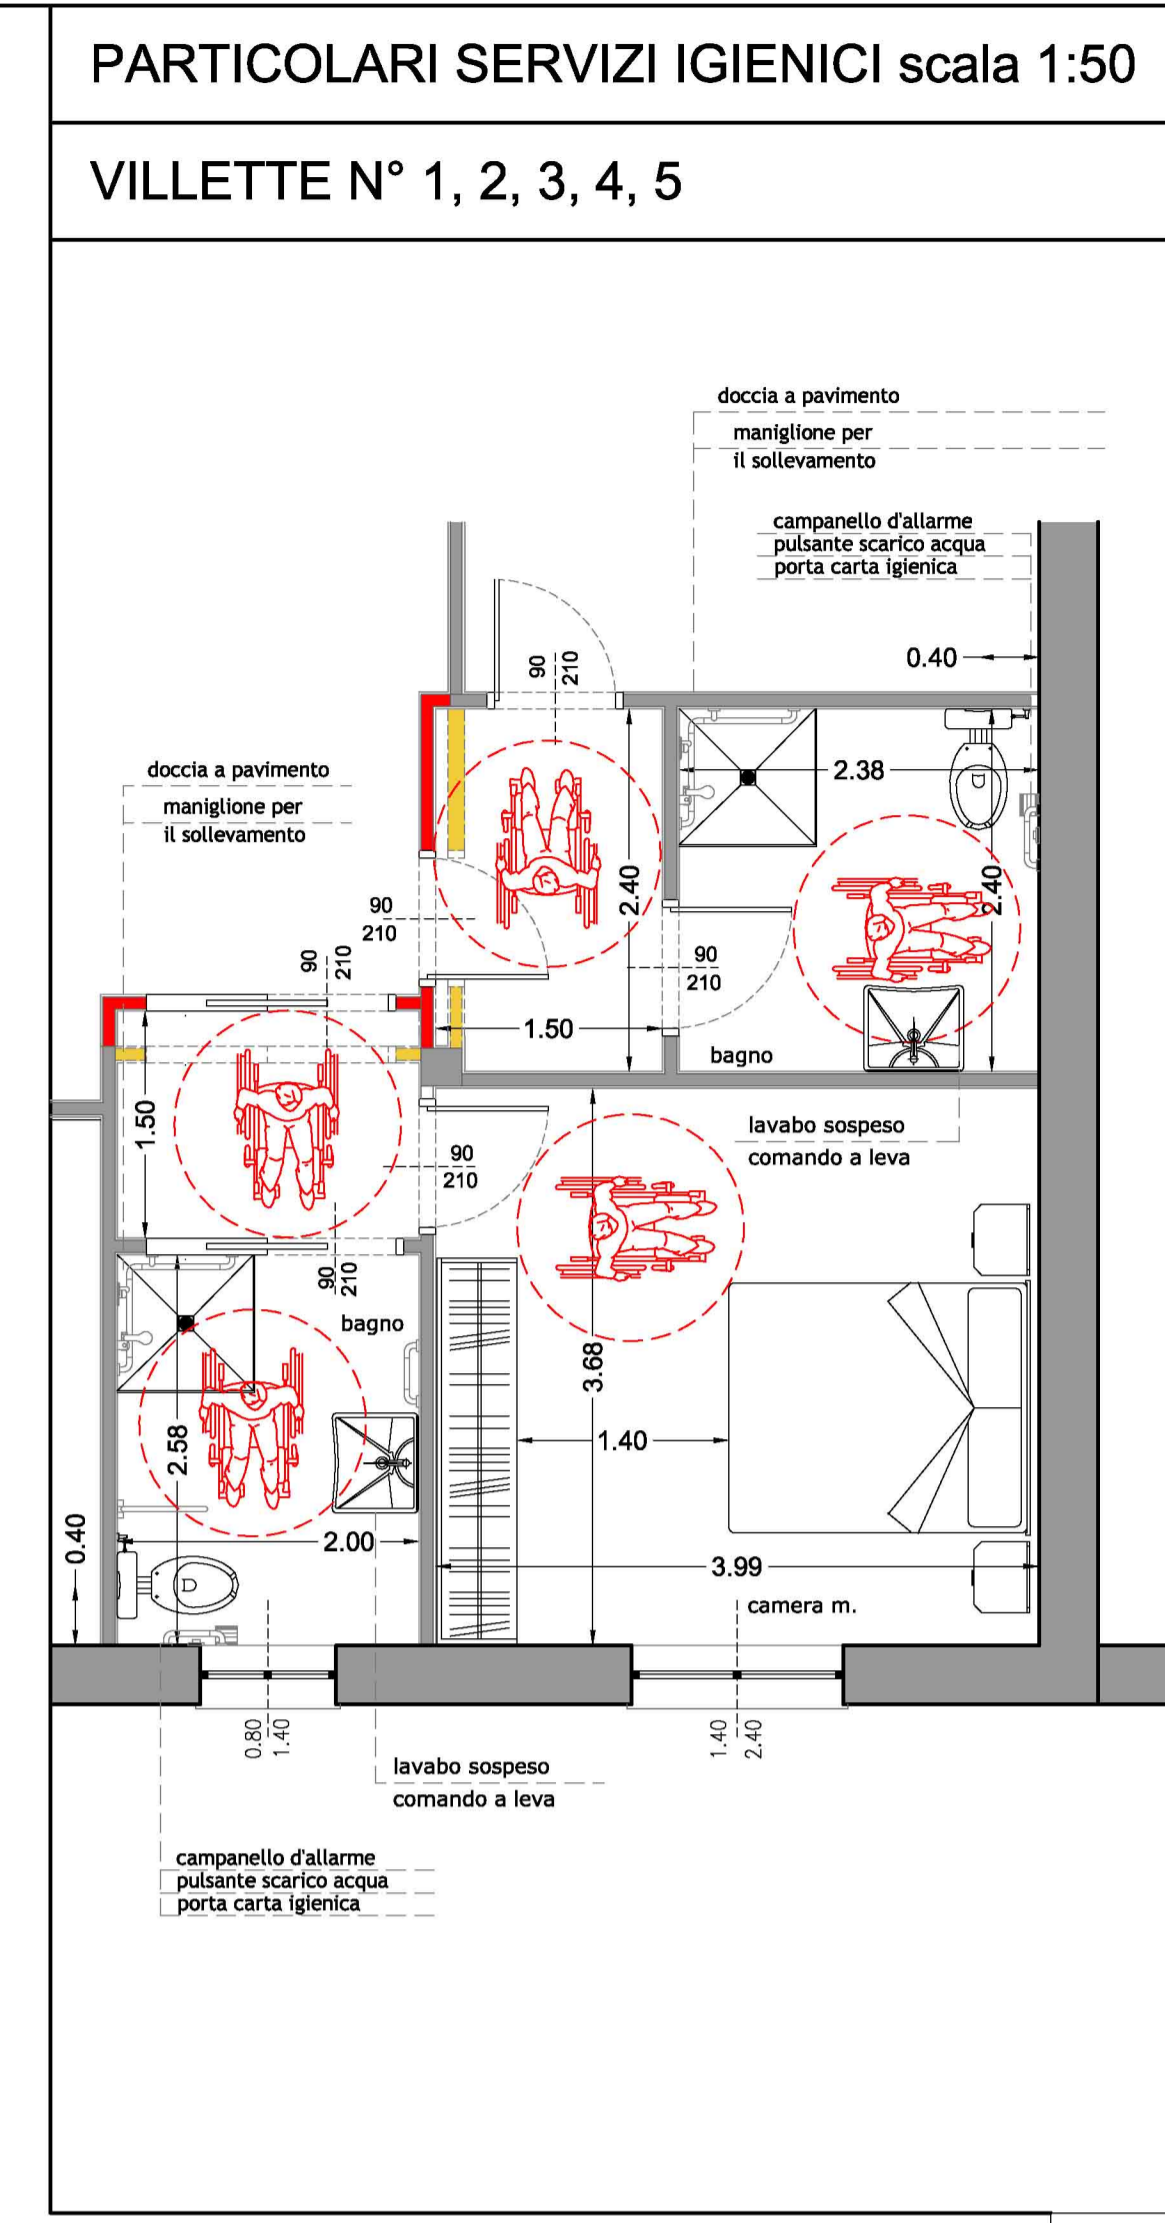 PARTICOLARI SERVIZI IGIENICI scala 1:50
VILLETTE N° 1, 2, 3, 4, 5
doccia a pavimento
maniglione per
il sollevamento
campanello d'allarme
pulsante scarico acqua
porta carta igienica
0.40
90
210
2.38
doccia a pavimento
maniglione per
il sollevamento
2.40
2.40
90
210
90
210
90
210
1.50
bagno
1.50
lavabo sospeso
comando a leva
90
210
90
210
bagno
3.68
2.58
1.40
0.40
2.00
3.99
camera m.
0.80
1.40
1.40
2.40
lavabo sospeso
comando a leva
campanello d'allarme
pulsante scarico acqua
porta carta igienica